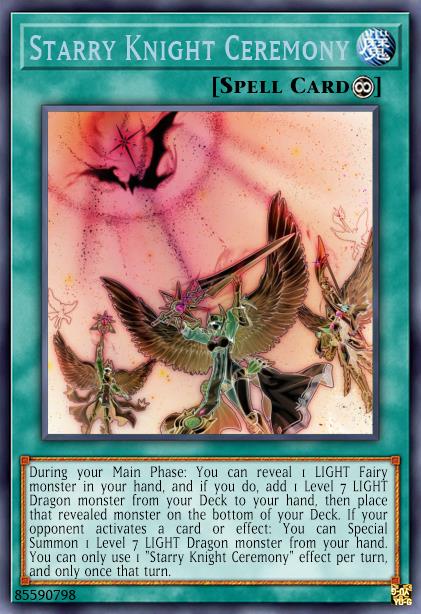 STARRY KNIGHT CEREMONY
魔
[SPELL CARD]
During your Main Phase: You can reveal 1 LIGHT Fairy
monster in your hand, and if you do, add 1 Level 7 LIGHT
Dragon monster from your Deck to your hand, then place
that revealed monster on the bottom of your Deck. If your
opponent activates a card or effect: You can Special
Summon 1 Level 7 LIGHT Dragon monster from your hand.
You can only use 1 "Starry Knight Ceremony" effect per turn,
and only once that turn.
85590798